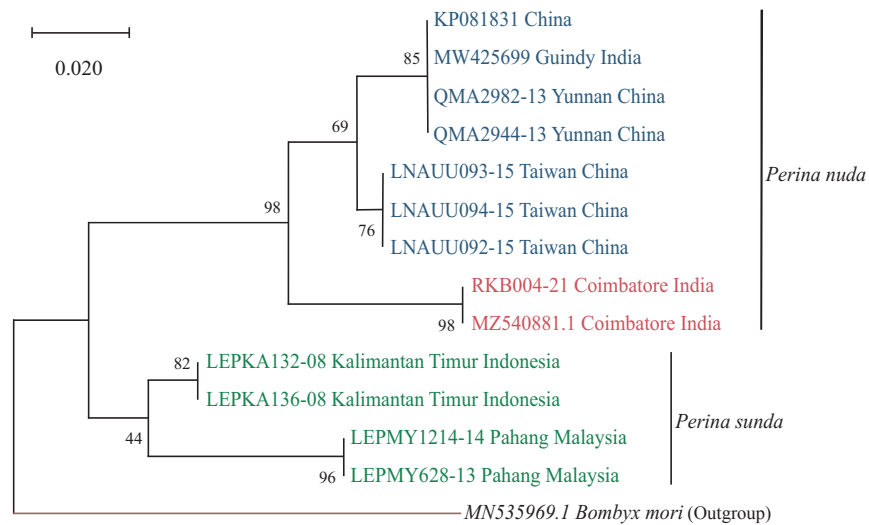 KP081831 China
85
MW425699 Guindy India
0.020
QMA2982-13 Yunnan China
69
QMA2944-13 Yunnan China
LNAUU093-15 Taiwan China
Perina nuda
98
LNAUU094-15 Taiwan China
76
LNAUU092-15 Taiwan China
RKB004-21 Coimbatore India
98
MZ540881.1 Coimbatore India
82
LEPKA132-08 Kalimantan Timur Indonesia
LEPKA136-08 Kalimantan Timur Indonesia
Perina sunda
44
LEPMY1214-14 Pahang Malaysia
96
LEPMY628-13 Pahang Malaysia
MN535969.1 Bombyx mori (Outgroup)